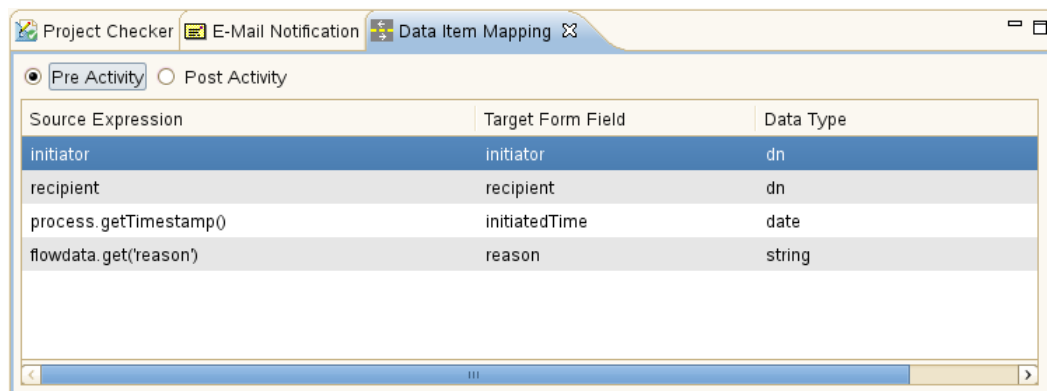 Project Checker E-Mail Notification Data Item Mapping
Pre Activity Post Activity
Source Expression Target Form Field Data Type
initiator initiator dn
recipient recipient dn
process.getTimestamp() initiatedTime date
flowdata.get('reason') reason string